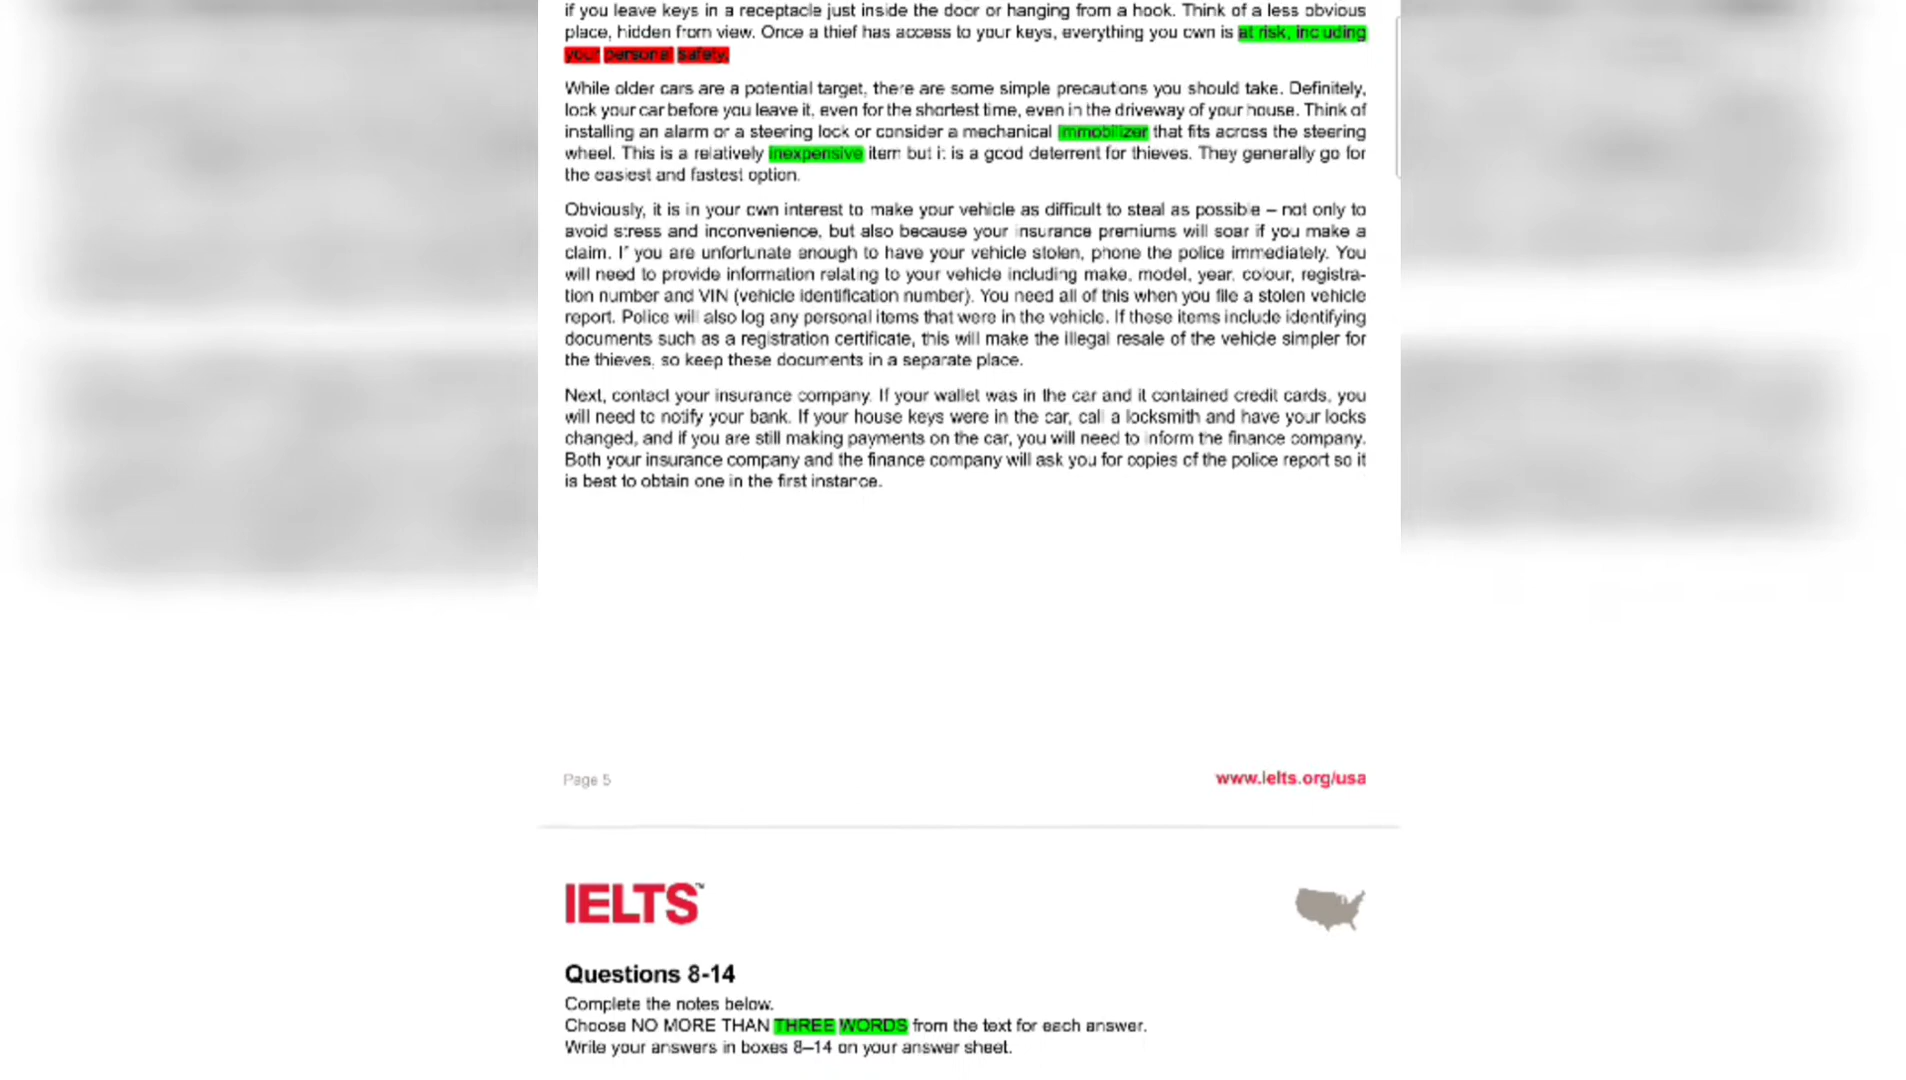 if you leave keys in a receptacle just inside the door or hanging from a hook. Think of a less obvious
place, hidden from view. Once a thief has access to your keys, everything you own is at risk, including
your personal safety.
While older cars are a potential target, there are some simple precautions you should take. Definitely,
lock your car before you leave it, even for the shortest time, even in the driveway of your house. Think of
installing an alarm or a steering lock or consider a mechanical immobilizer that fits across the steering
wheel. This is a relatively inexpensive item but it is a good deterrent for thieves. They generally go for
the easiest and fastest option.
Obviously, it is in your own interest to make your vehicle as difficult to steal as possible – not only to
avoid stress and inconvenience, but also because your insurance premiums will soar if you make a
claim. If you are unfortunate enough to have your vehicle stolen, phone the police immediately. You
will need to provide information relating to your vehicle including make, model, year, colour, registra-
tion number and VIN (vehicle identification number). You need all of this when you file a stolen vehicle
report. Police will also log any personal items that were in the vehicle. If these items include identifying
documents such as a registration certificate, this will make the illegal resale of the vehicle simpler for
the thieves, so keep these documents in a separate place.
Next, contact your insurance company. If your wallet was in the car and it contained credit cards, you
will need to notify your bank. If your house keys were in the car, call a locksmith and have your locks
changed, and if you are still making payments on the car, you will need to inform the finance company.
Both your insurance company and the finance company will ask you for copies of the police report so it
is best to obtain one in the first instance.
Page 5
www.ielts.org/usa
IELTS™
Questions 8-14
Complete the notes below.
Choose NO MORE THAN THREE WORDS from the text for each answer.
Write your answers in boxes 8–14 on your answer sheet.